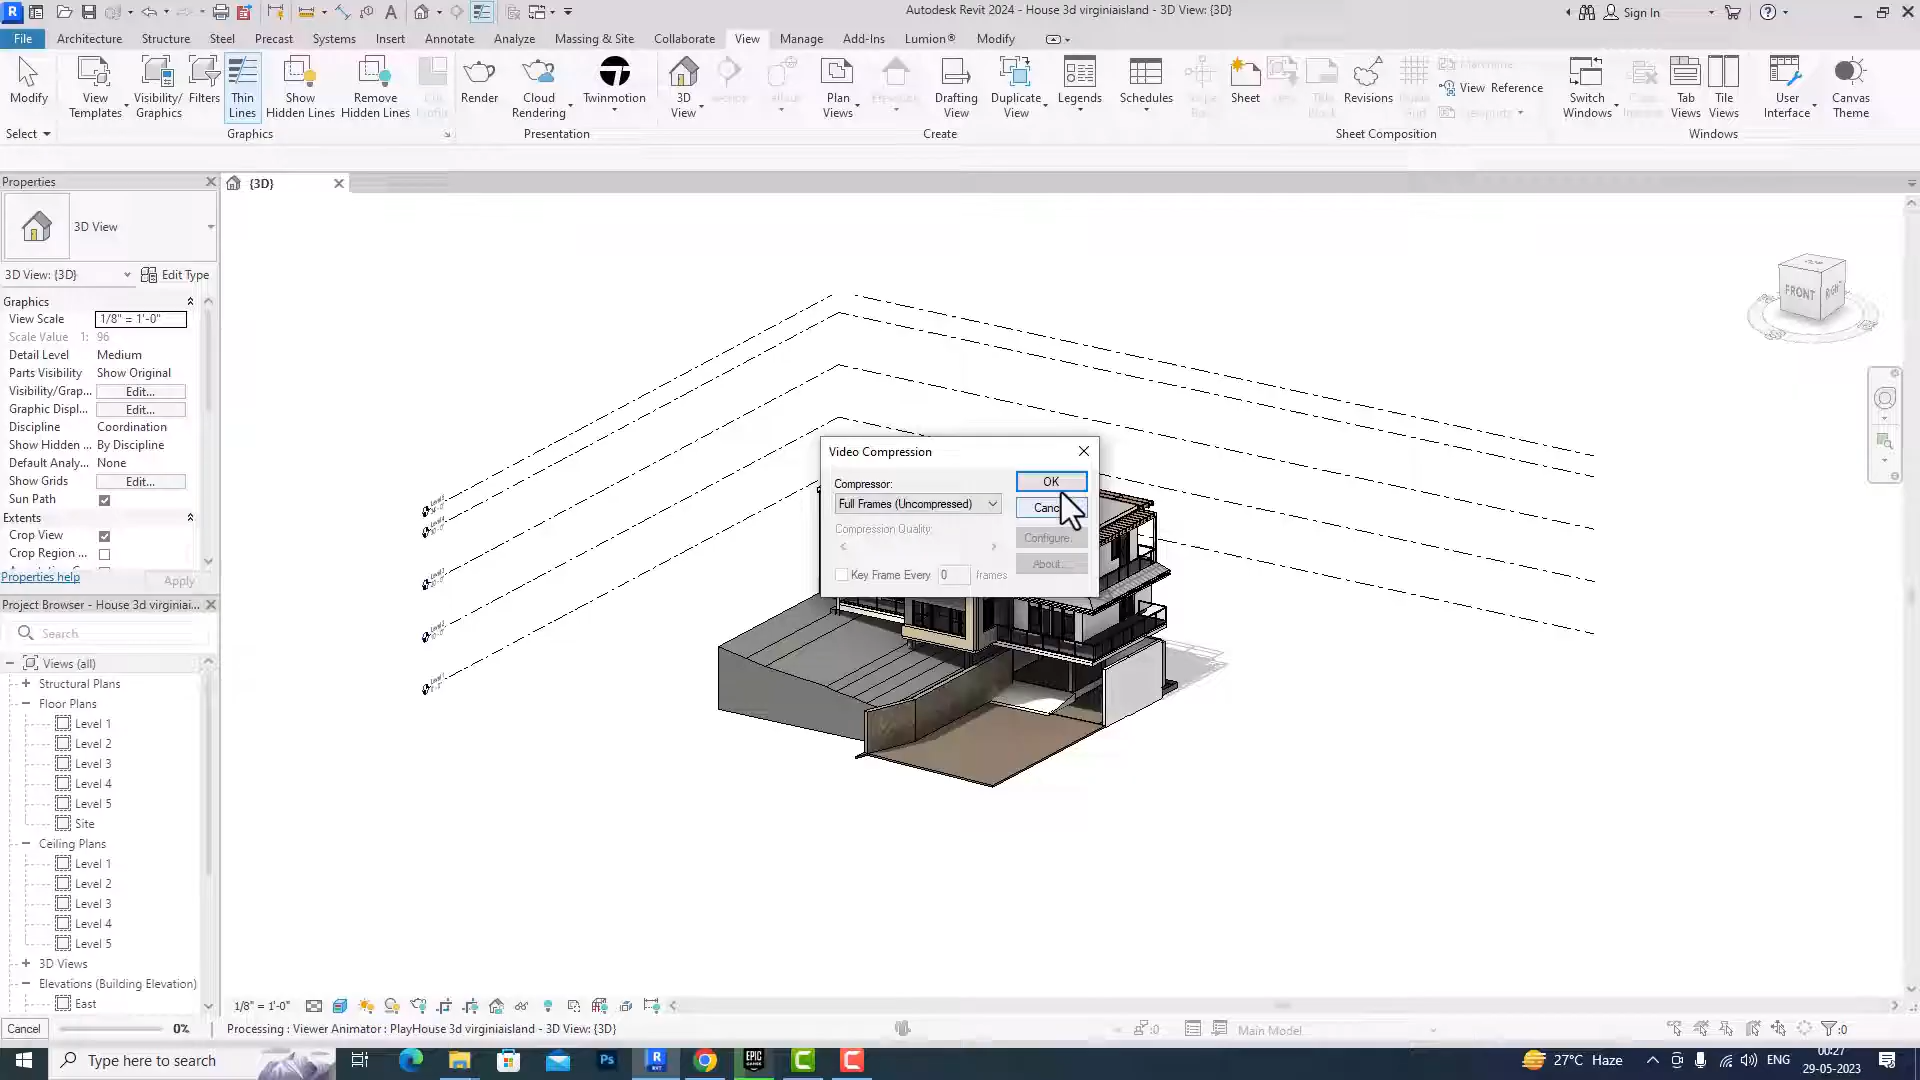 Autodesk Revit 2024 - House 3d virginiaisland - 3D View: {3D}
Sign In
File Architecture Structure Steel Precast Systems Insert Annotate Analyze Massing & Site Collaborate View Manage Add-Ins Lumion® Modify
Modify
View Templates
Visibility/ Graphics
Filters
Thin Lines
Show Hidden Lines
Remove Hidden Lines
Render
Cloud Rendering
Twinmotion
3D View
Plan Views
Drafting View
Duplicate View
Legends
Schedules
Sheet
Revisions
View Reference
Switch Windows
Tab Views
Tile Views
User Interface
Canvas Theme
Select
Graphics
Presentation
Create
Sheet Composition
Windows
Properties
3D View
3D View: {3D}
Edit Type
Graphics
View Scale 1/8" = 1'-0"
Scale Value 1: 96
Detail Level Medium
Parts Visibility Show Original
Visibility/Grap... Edit...
Graphic Displ... Edit...
Discipline Coordination
Show Hidden ... By Discipline
Default Analy... None
Show Grids Edit...
Sun Path
Extents
Crop View
Crop Region ...
Properties help
Apply
{3D}
FRONT
RIGHT
Video Compression
Compressor:
Full Frames (Uncompressed)
OK
Compression Quality:
Configure...
About...
Key Frame Every 0 frames
Project Browser - House 3d virginiai...
Search
Views (all)
Structural Plans
Floor Plans
Level 1
Level 2
Level 3
Level 4
Level 5
Site
Ceiling Plans
Level 1
Level 2
Level 3
Level 4
Level 5
3D Views
Elevations (Building Elevation)
East
1/8" = 1'-0"
Cancel 0% Processing : Viewer Animator : PlayHouse 3d virginiaisland - 3D View: {3D}
:0
Main Model
:0
Type here to search
27°C Haze
ENG
00:27
29-05-2023